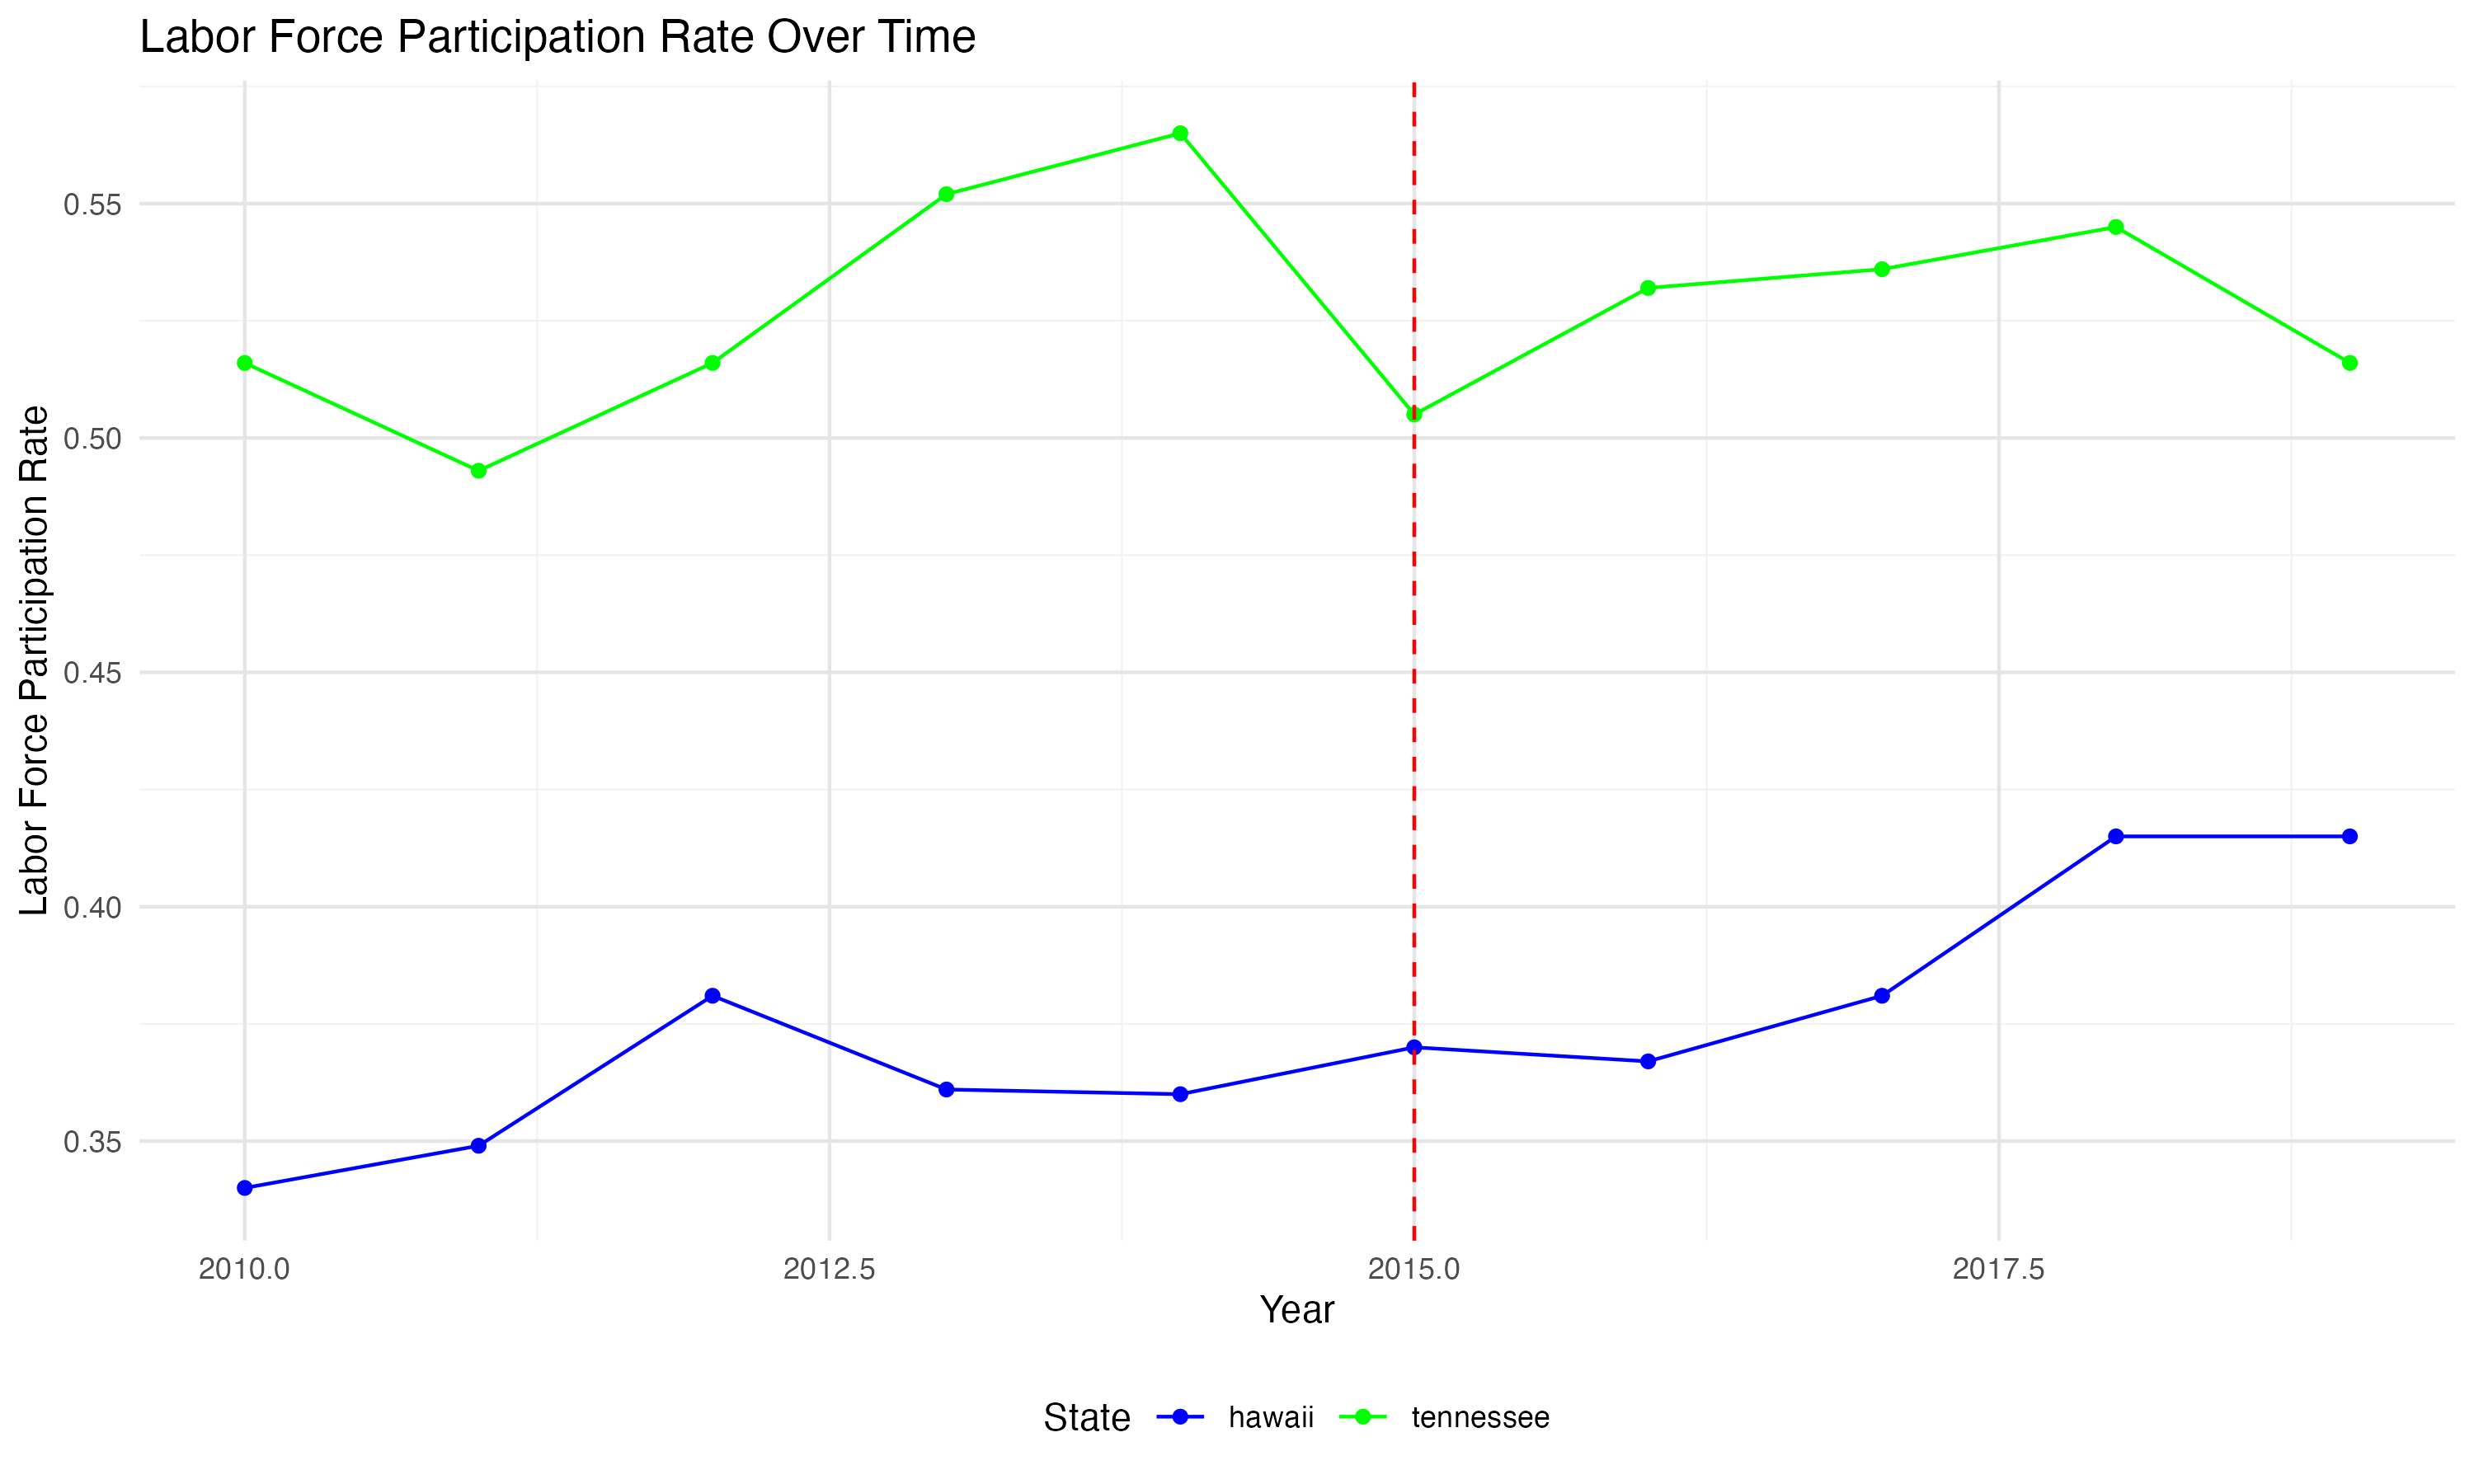 Labor Force Participation Rate Over Time
Labor Force Participation Rate
0.55
0.50
0.45
0.40
0.35
2010.0 2012.5 2015.0 2017.5
Year
State hawaii tennessee